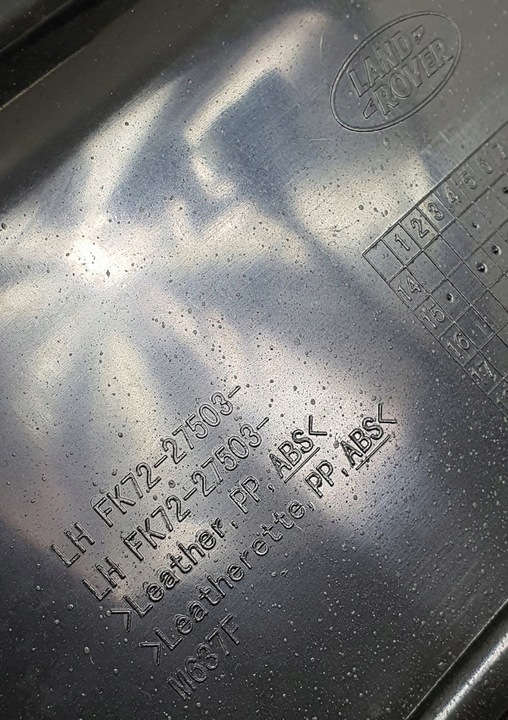 LAND-
-ROVER
1 2 3 4 5 6 7
14
15
16
17
LH FK72-27503-
LH FK72-27503-
>Leather, PP, ABS<
>Leatherette, PP, ABS<
M637F